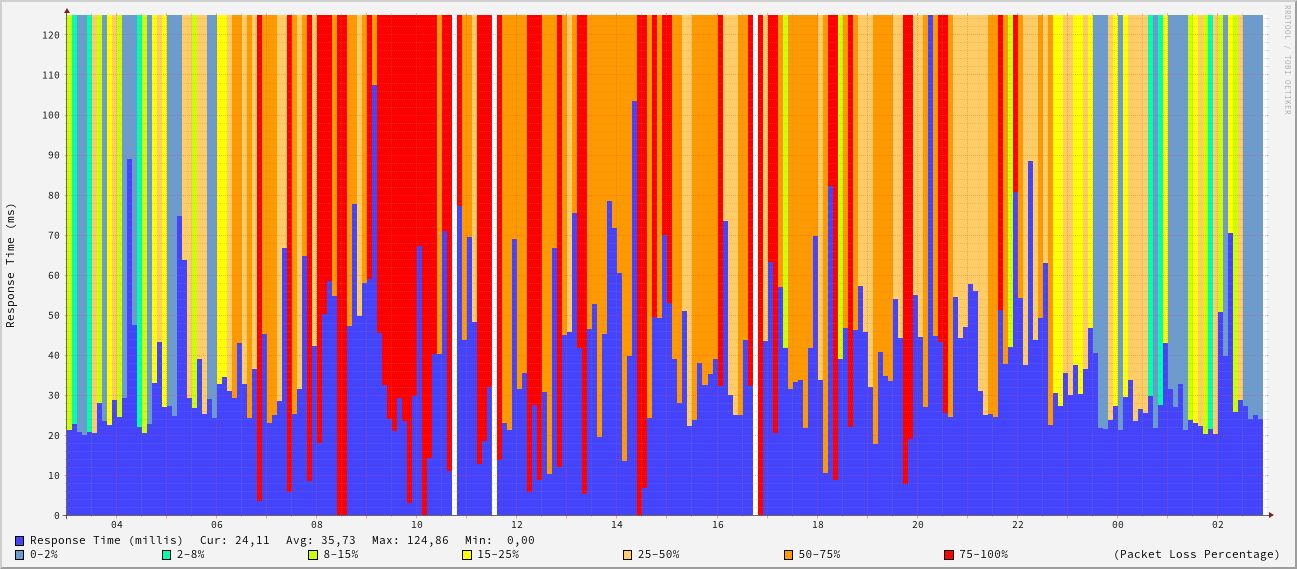 RRDTOOL / TOBI OETIKER
Response Time (ms)
120
110
100
90
80
70
60
50
40
30
20
10
0
04 06 08 10 12 14 16 18 20 22 00 02
Response Time (millis) Cur: 24,11 Avg: 35,73 Max: 124,86 Min: 0,00
0-2% 2-8% 8-15% 15-25% 25-50% 50-75% 75-100% (Packet Loss Percentage)